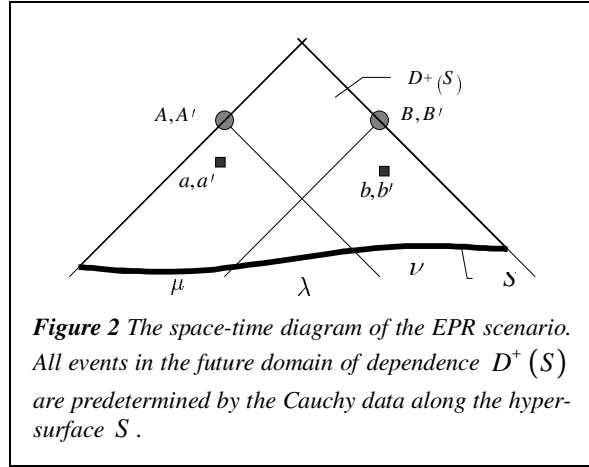 D⁺(S)
A, A′
B, B′
a, a′
b, b′
μ
λ
ν
S
Figure 2 The space-time diagram of the EPR scenario.
All events in the future domain of dependence D⁺(S)
are predetermined by the Cauchy data along the hyper-
surface S .